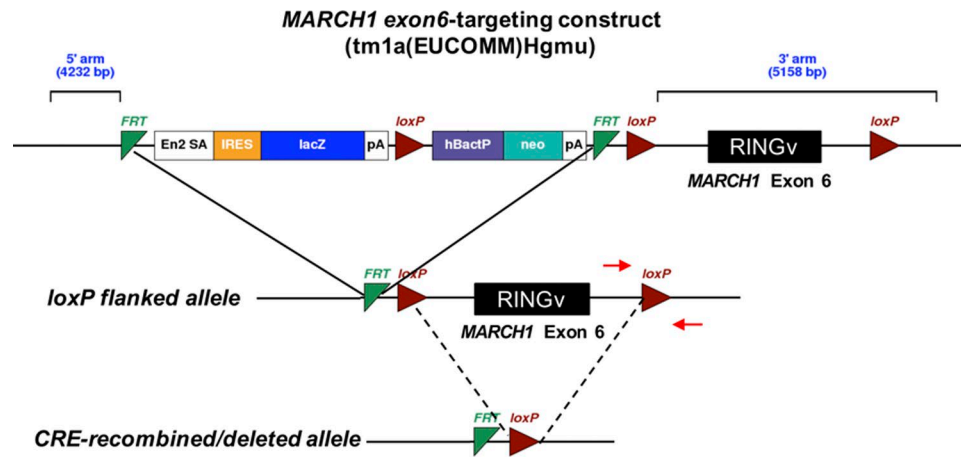 MARCH1 exon6-targeting construct
(tm1a(EUCOMM)Hgmu)
5' arm
(4232 bp)
3' arm
(5158 bp)
FRT loxP FRT loxP loxP
En2 SA IRES lacZ pA hBactP neo pA RINGv
MARCH1 Exon 6
FRT loxP loxP
loxP flanked allele RINGv
MARCH1 Exon 6
FRT loxP
CRE-recombined/deleted allele